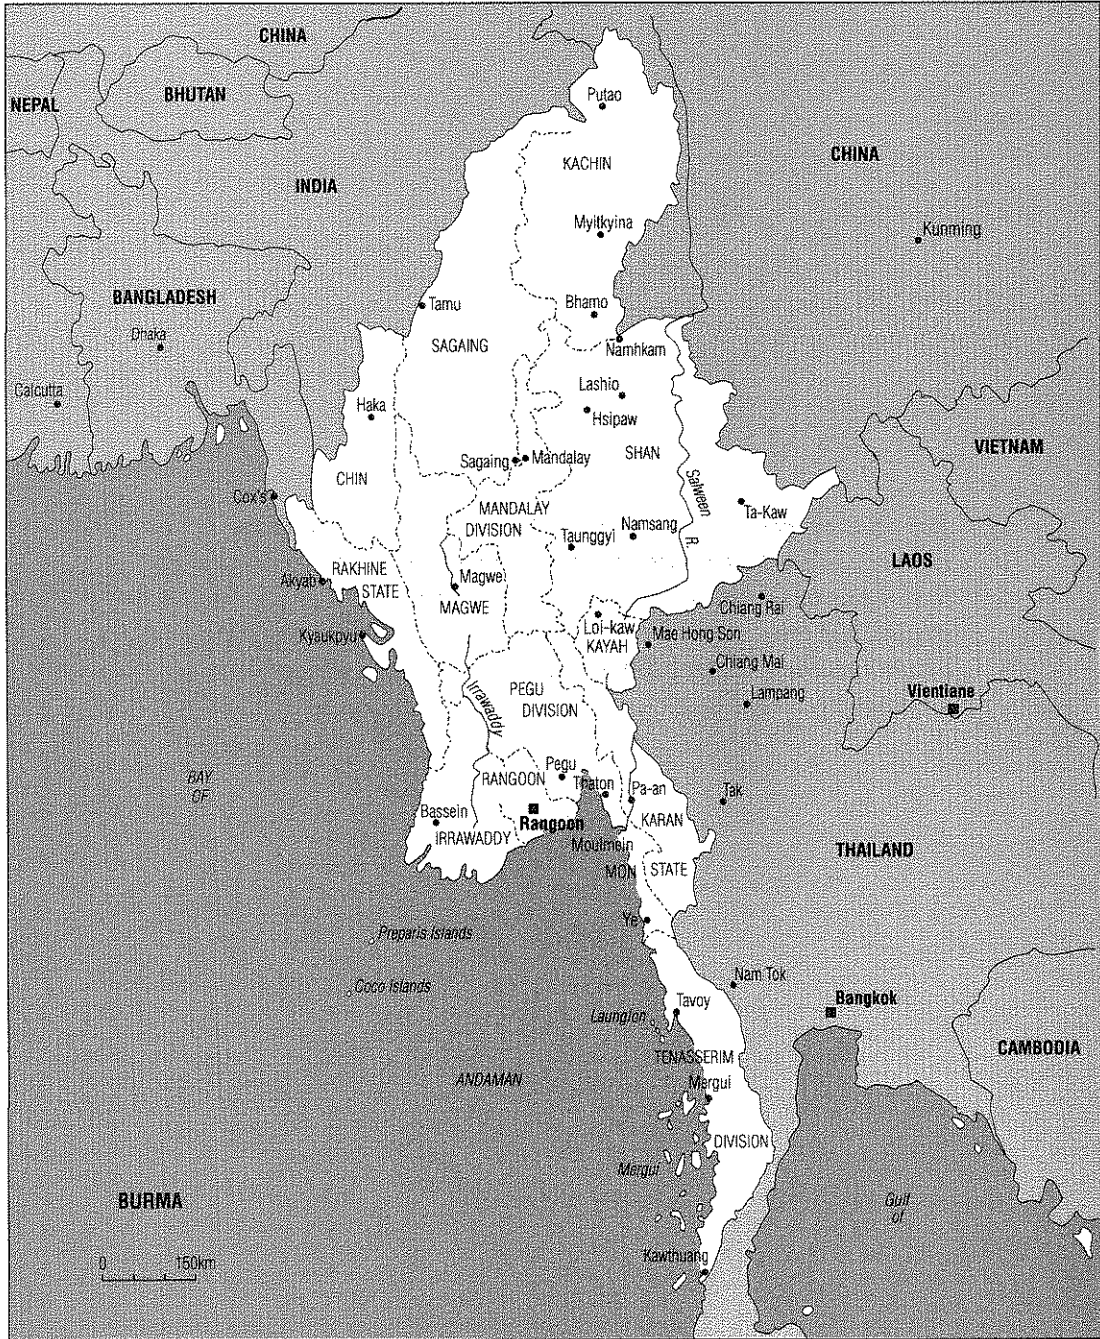 CHINA
BHUTAN
NEPAL
Putao
KACHIN
CHINA
INDIA
Myitkyina
Kunming
BANGLADESH
Tamu
Bhamo
Dhaka
SAGAING
Namhkam
Calcutta
Lashio
Haka
Hsipaw
VIETNAM
SHAN
Sagaing
Mandalay
CHIN
Salween
R.
Cox's
MANDALAY
DIVISION
Ta-Kaw
Namsang
Taunggyi
LAOS
RAKHINE
STATE
Akyab
Magwe
MAGWE
Chiang Rai
Loi-kaw
KAYAH
Kyaukpyu
Mae Hong Son
Chiang Mai
Irrawaddy
PEGU
DIVISION
Lampang
Vientiane
BAY
OF
RANGOON
Pegu
Thaton
Pa-an
Tak
Bassein
Rangoon
KARAN
IRRAWADDY
Moulmein
THAILAND
MON
STATE
Ye
Preparis Islands
Coco Islands
Nam Tok
Tavoy
Bangkok
Launglon
TENASSERIM
CAMBODIA
ANDAMAN
Mergui
DIVISION
Mergui
BURMA
Gulf
of
0 150km
Kawthuang